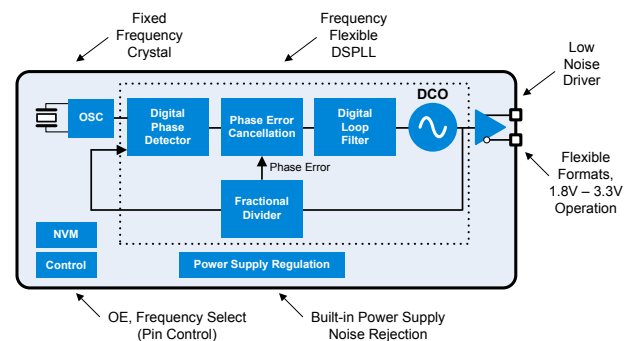 Fixed
Frequency
Crystal
Frequency
Flexible
DSPLL
Low
Noise
Driver
DCO
OSC
Digital
Phase
Detector
Phase Error
Cancellation
Digital
Loop
Filter
Phase Error
Flexible
Formats,
1.8V – 3.3V
Operation
Fractional
Divider
NVM
Control
Power Supply Regulation
OE, Frequency Select
(Pin Control)
Built-in Power Supply
Noise Rejection